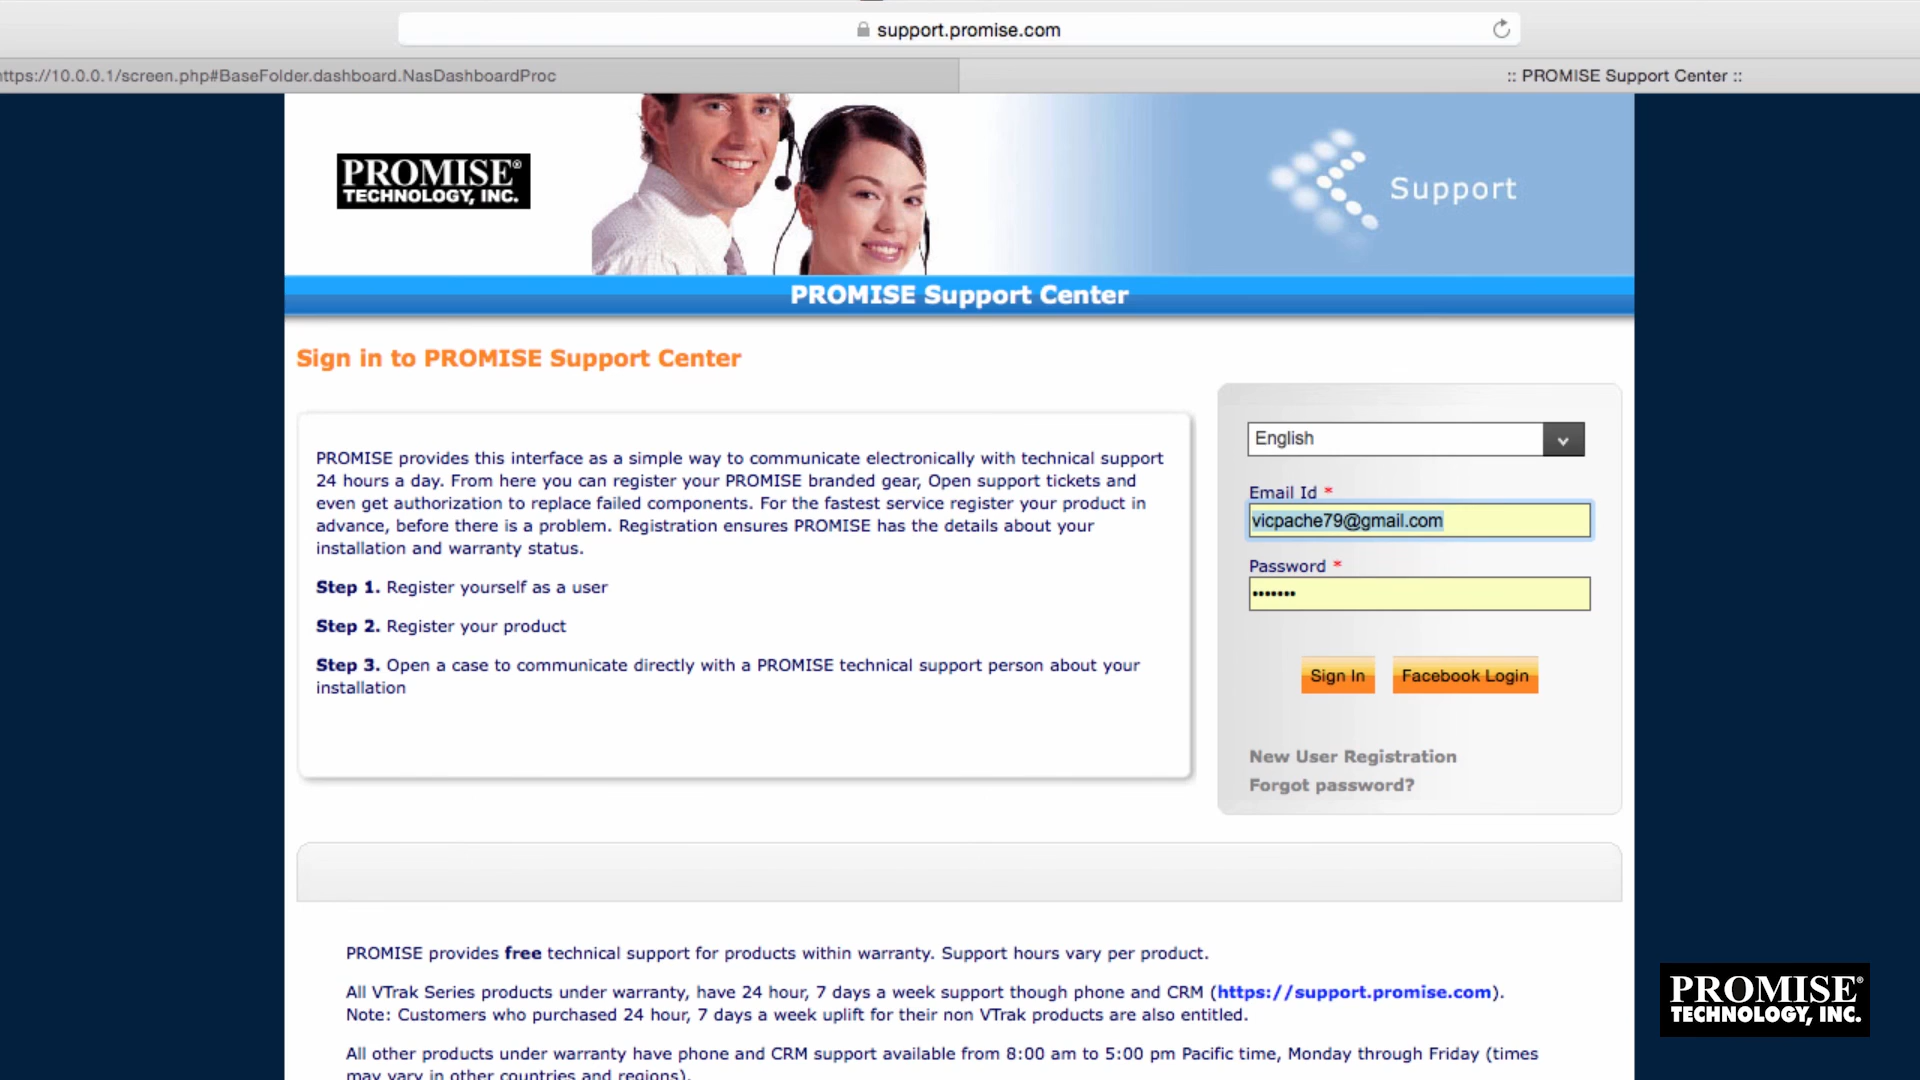 support.promise.com
ttps://10.0.0.1/screen.php#BaseFolder.dashboard.NasDashboardProc
:: PROMISE Support Center ::
PROMISE®
TECHNOLOGY, INC.
Support
PROMISE Support Center
Sign in to PROMISE Support Center
PROMISE provides this interface as a simple way to communicate electronically with technical support
24 hours a day. From here you can register your PROMISE branded gear, Open support tickets and
even get authorization to replace failed components. For the fastest service register your product in
advance, before there is a problem. Registration ensures PROMISE has the details about your
installation and warranty status.
Step 1. Register yourself as a user
Step 2. Register your product
Step 3. Open a case to communicate directly with a PROMISE technical support person about your
installation
English
Email Id *
vicpache79@gmail.com
Password *
•••••••
Sign In
Facebook Login
New User Registration
Forgot password?
PROMISE provides free technical support for products within warranty. Support hours vary per product.
All VTrak Series products under warranty, have 24 hour, 7 days a week support though phone and CRM (https://support.promise.com).
Note: Customers who purchased 24 hour, 7 days a week uplift for their non VTrak products are also entitled.
All other products under warranty have phone and CRM support available from 8:00 am to 5:00 pm Pacific time, Monday through Friday (times
may vary in other countries and regions).
PROMISE®
TECHNOLOGY, INC.